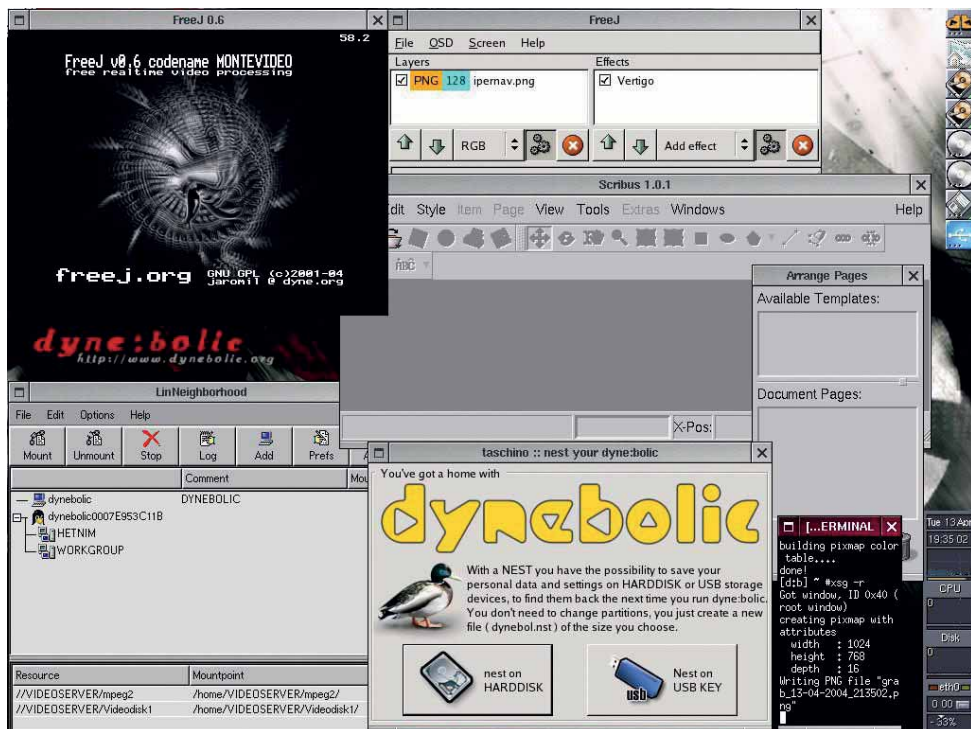 FreeJ 0.6
58.2
FreeJ v0.6 codename MONTEVIDEO
free realtime video processing
freej.org
GNU GPL (c)2001-04
jaromil @ dyne.org
dyne:bolic
http://www.dynebolic.org
FreeJ
File OSD Screen Help
Layers
Effects
PNG 128 ipernav.png
Vertigo
RGB
Add effect
Scribus 1.0.1
dit Style Item Page View Tools Extras Windows Help
ABC
X-Pos:
Arrange Pages
Available Templates:
Document Pages:
LinNeighborhood
File Edit Options Help
Mount Unmount Stop Log Add Prefs A
Comment Mou
dynebolic DYNEBOLIC
dynebolic0007E953C11B
HETNIM
WORKGROUP
Resource Mountpoint
//VIDEOSERVER/mpeg2 /home/VIDEOSERVER/mpeg2/
//VIDEOSERVER/Videodisk1 /home/VIDEOSERVER/Videodisk1/
taschino :: nest your dyne:bolic
You've got a home with
dynebolic
With a NEST you have the possibility to save your
personal data and settings on HARDDISK or USB storage
devices, to find them back the next time you run dyne:bolic.
You don't need to change partitions, you just create a new
file ( dynebol.nst ) of the size you choose.
nest on
HARDDISK
usb
Nest on
USB KEY
[...ERMINAL
building pixmap color
table....
done!
[d:b] ~ #xsg -r
Got window, ID 0x40 (
root window)
creating pixmap with
attributes
width : 1024
height : 768
depth : 16
Writing PNG file "gra
b_13-04-2004_213502.p
ng"
Tue 13 Apr
19:35 02
CPU
0
Disk
0
eth0
0 00
- 33%